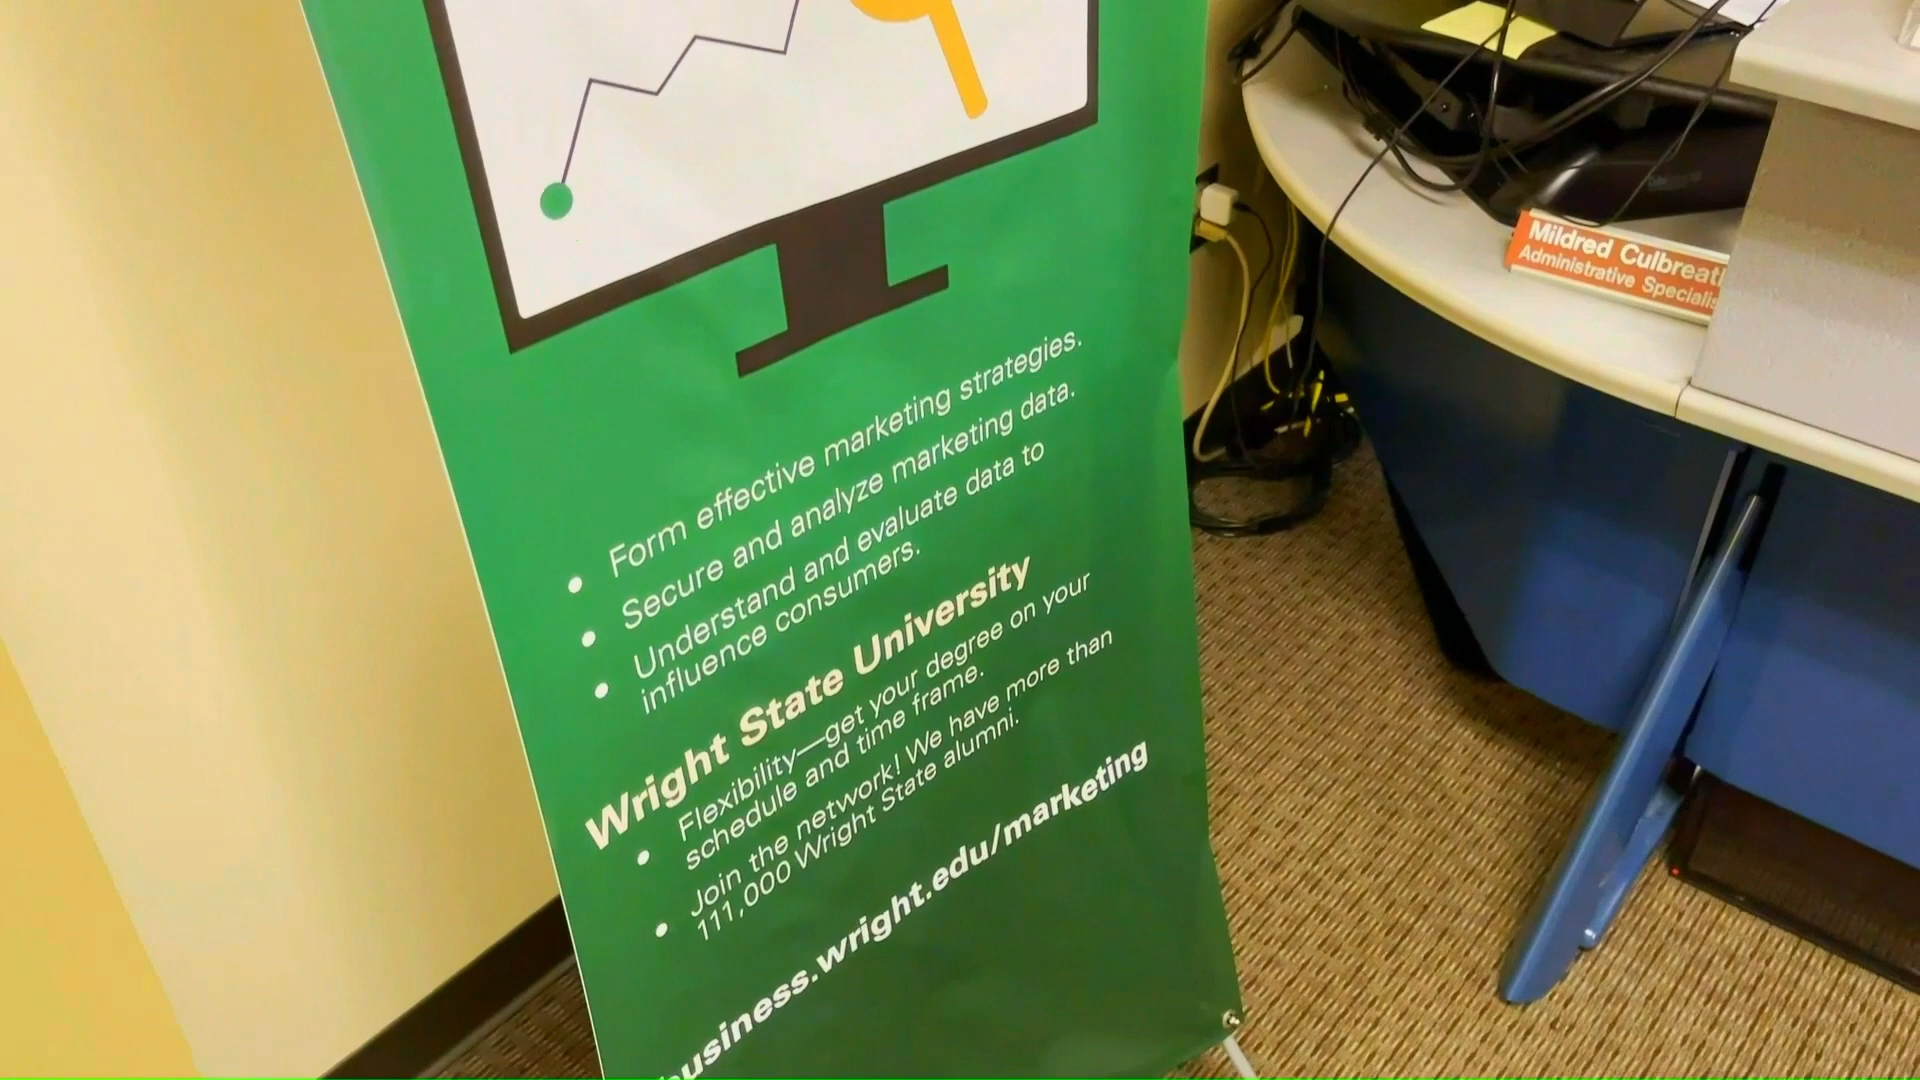 Form effective marketing strategies.
Secure and analyze marketing data.
Understand and evaluate data to
influence consumers.
Wright State University
Flexibility—get your degree on your
schedule and time frame.
Join the network! We have more than
111,000 Wright State alumni.
business.wright.edu/marketing
Mildred Culbreath
Administrative Specialis